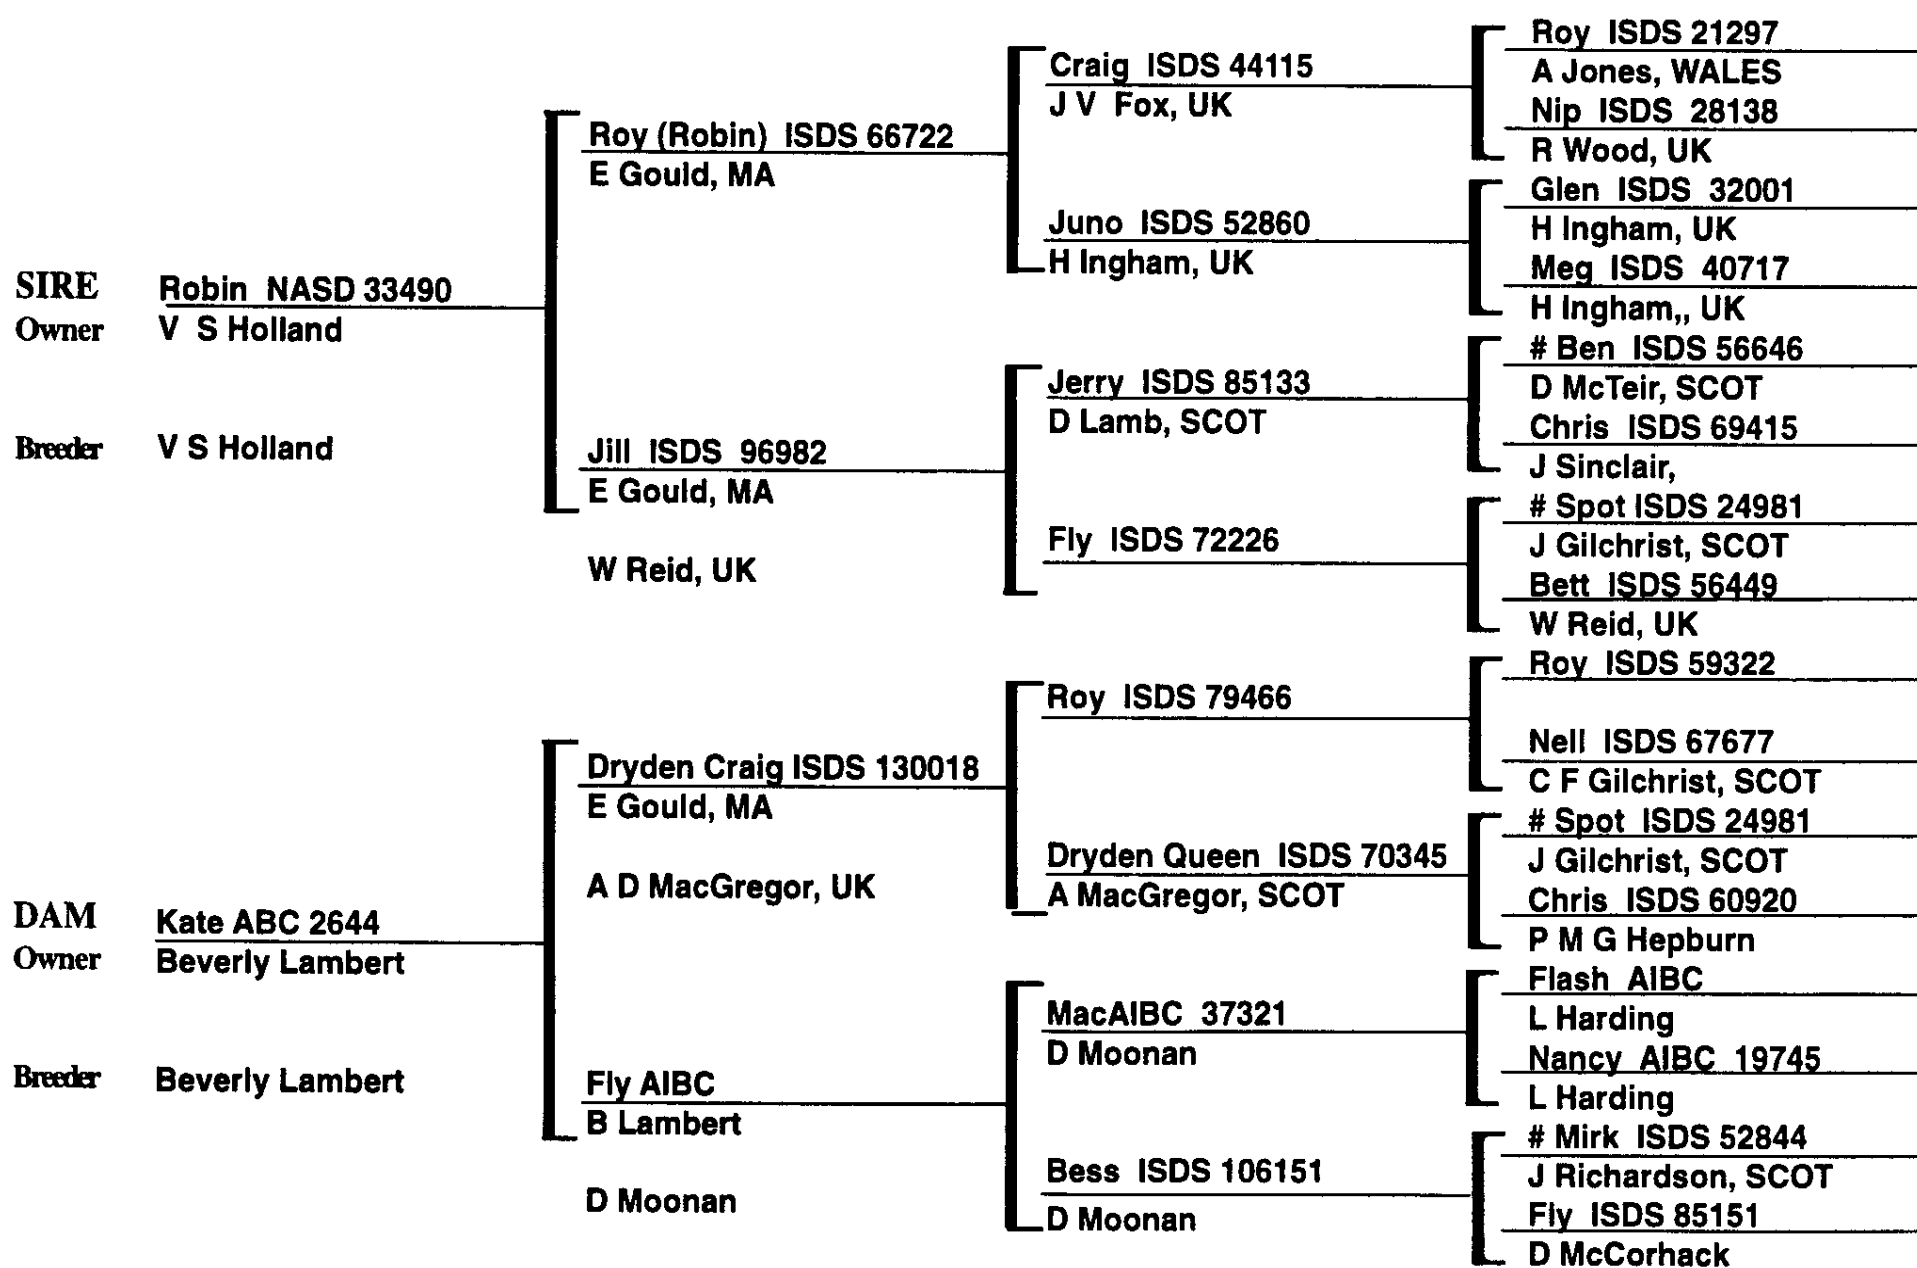 SIRE Robin NASD 33490
Owner V S Holland
Breeder V S Holland
DAM Kate ABC 2644
Owner Beverly Lambert
Breeder Beverly Lambert
Roy (Robin) ISDS 66722
E Gould, MA
Jill ISDS 96982
E Gould, MA
W Reid, UK
Dryden Craig ISDS 130018
E Gould, MA
A D MacGregor, UK
Fly AIBC
B Lambert
D Moonan
Craig ISDS 44115
J V Fox, UK
Juno ISDS 52860
H Ingham, UK
Jerry ISDS 85133
D Lamb, SCOT
Fly ISDS 72226
Roy ISDS 79466
Dryden Queen ISDS 70345
A MacGregor, SCOT
MacAIBC 37321
D Moonan
Bess ISDS 106151
D Moonan
Roy ISDS 21297
A Jones, WALES
Nip ISDS 28138
R Wood, UK
Glen ISDS 32001
H Ingham, UK
Meg ISDS 40717
H Ingham,, UK
# Ben ISDS 56646
D McTeir, SCOT
Chris ISDS 69415
J Sinclair,
# Spot ISDS 24981
J Gilchrist, SCOT
Bett ISDS 56449
W Reid, UK
Roy ISDS 59322
Nell ISDS 67677
C F Gilchrist, SCOT
# Spot ISDS 24981
J Gilchrist, SCOT
Chris ISDS 60920
P M G Hepburn
Flash AIBC
L Harding
Nancy AIBC 19745
L Harding
# Mirk ISDS 52844
J Richardson, SCOT
Fly ISDS 85151
D McCorhack